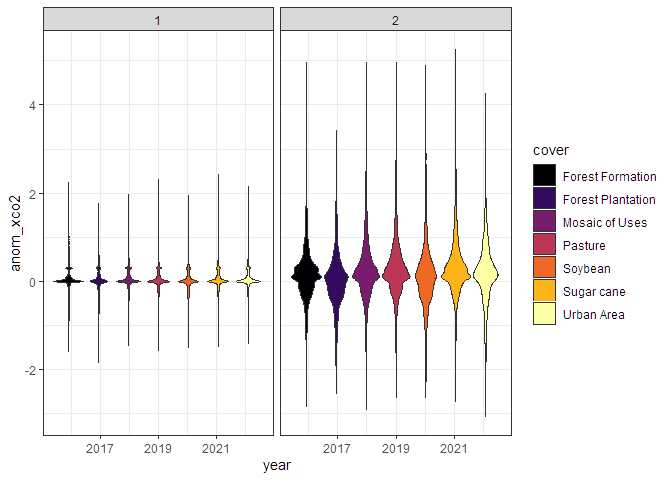 1 2
anom_xco2
4
2
0
-2
2017 2019 2021 2017 2019 2021
year
cover
Forest Formation
Forest Plantation
Mosaic of Uses
Pasture
Soybean
Sugar cane
Urban Area